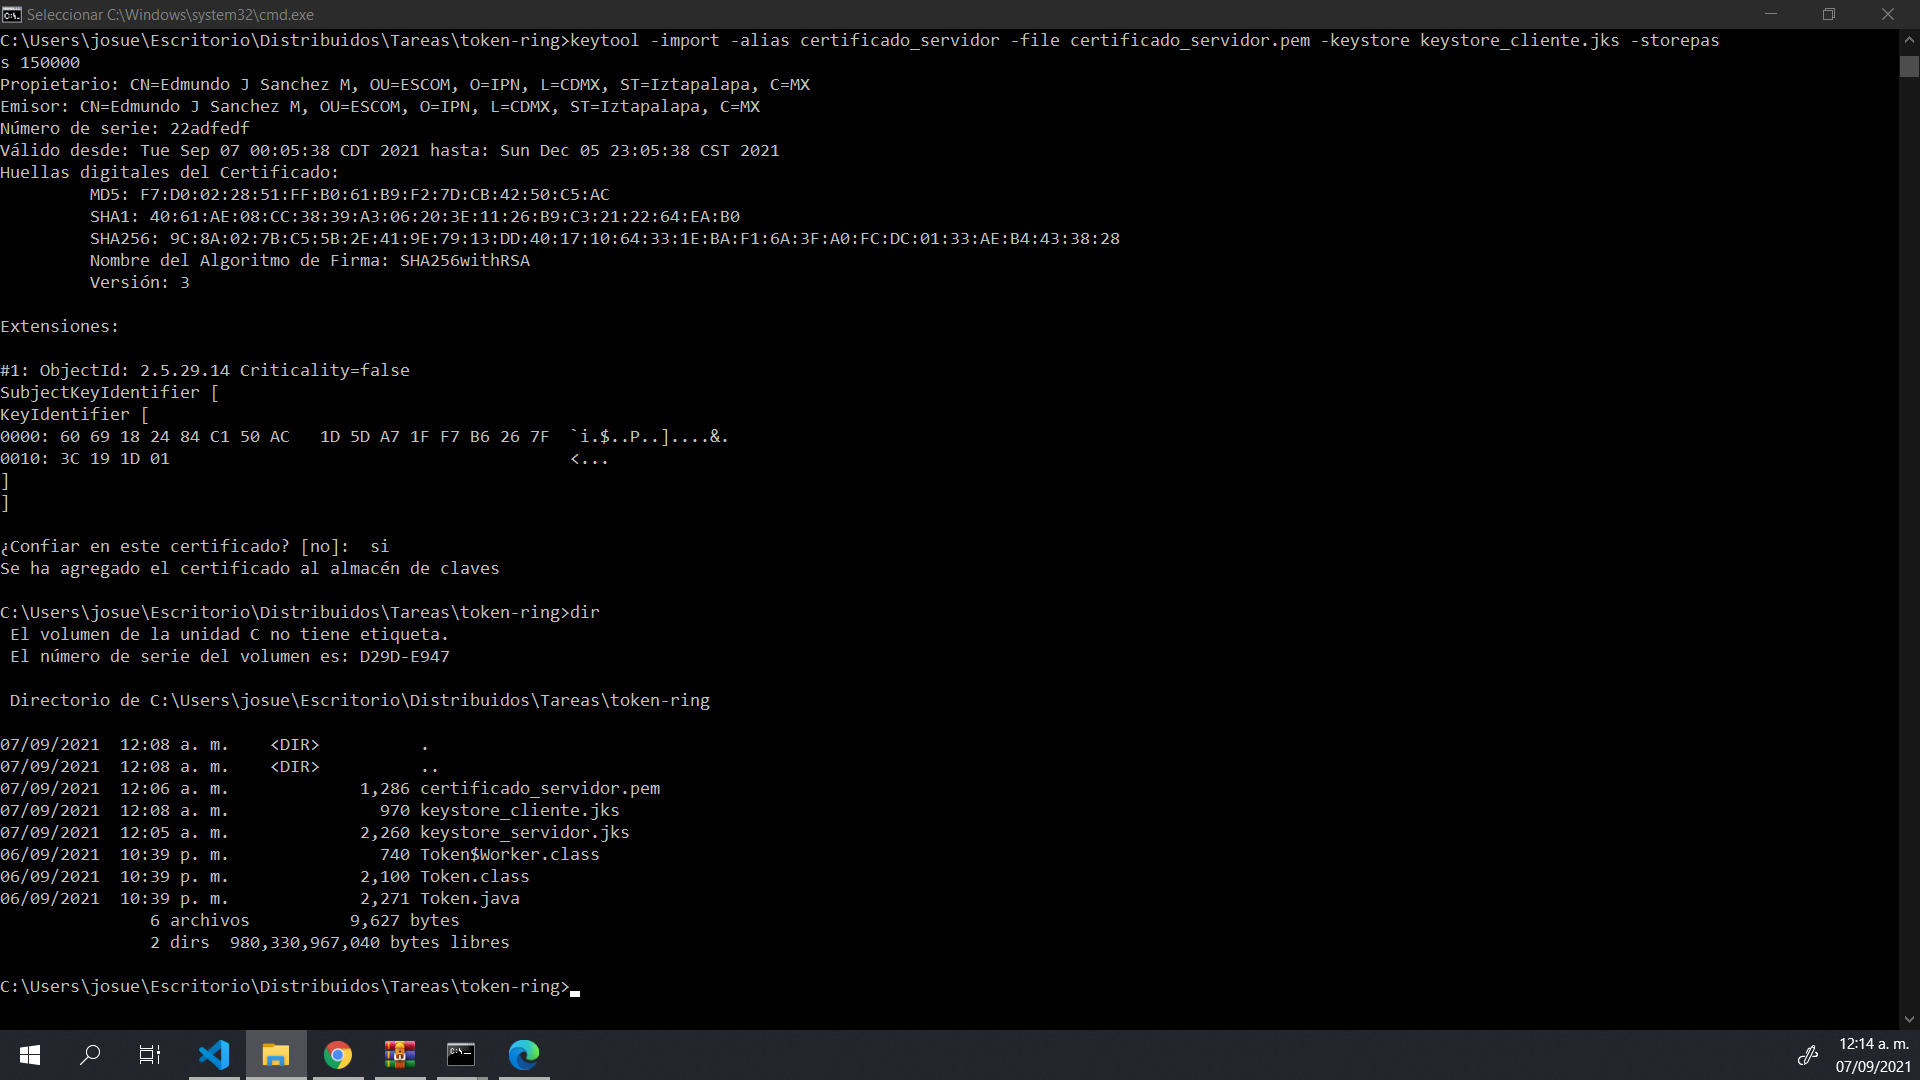 Seleccionar C:\Windows\system32\cmd.exe
C:\Users\josue\Escritorio\Distribuidos\Tareas\token-ring>keytool -import -alias certificado_servidor -file certificado_servidor.pem -keystore keystore_cliente.jks -storepas
s 150000
Propietario: CN=Edmundo J Sanchez M, OU=ESCOM, O=IPN, L=CDMX, ST=Iztapalapa, C=MX
Emisor: CN=Edmundo J Sanchez M, OU=ESCOM, O=IPN, L=CDMX, ST=Iztapalapa, C=MX
Número de serie: 22adfedf
Válido desde: Tue Sep 07 00:05:38 CDT 2021 hasta: Sun Dec 05 23:05:38 CST 2021
Huellas digitales del Certificado:
MD5: F7:D0:02:28:51:FF:B0:61:B9:F2:7D:CB:42:50:C5:AC
SHA1: 40:61:AE:08:CC:38:39:A3:06:20:3E:11:26:B9:C3:21:22:64:EA:B0
SHA256: 9C:8A:02:7B:C5:5B:2E:41:9E:79:13:DD:40:17:10:64:33:1E:BA:F1:6A:3F:A0:FC:DC:01:33:AE:B4:43:38:28
Nombre del Algoritmo de Firma: SHA256withRSA
Versión: 3
Extensiones:
#1: ObjectId: 2.5.29.14 Criticality=false
SubjectKeyIdentifier [
KeyIdentifier [
0000: 60 69 18 24 84 C1 50 AC   1D 5D A7 1F F7 B6 26 7F  `i.$..P..]....&.
0010: 3C 19 1D 01                                        <...
]
]
¿Confiar en este certificado? [no]:  si
Se ha agregado el certificado al almacén de claves
C:\Users\josue\Escritorio\Distribuidos\Tareas\token-ring>dir
El volumen de la unidad C no tiene etiqueta.
El número de serie del volumen es: D29D-E947
Directorio de C:\Users\josue\Escritorio\Distribuidos\Tareas\token-ring
07/09/2021  12:08 a. m.    <DIR>          .
07/09/2021  12:08 a. m.    <DIR>          ..
07/09/2021  12:06 a. m.             1,286 certificado_servidor.pem
07/09/2021  12:08 a. m.               970 keystore_cliente.jks
07/09/2021  12:05 a. m.             2,260 keystore_servidor.jks
06/09/2021  10:39 p. m.               740 Token$Worker.class
06/09/2021  10:39 p. m.             2,100 Token.class
06/09/2021  10:39 p. m.             2,271 Token.java
6 archivos          9,627 bytes
2 dirs  980,330,967,040 bytes libres
C:\Users\josue\Escritorio\Distribuidos\Tareas\token-ring>
12:14 a. m.
07/09/2021